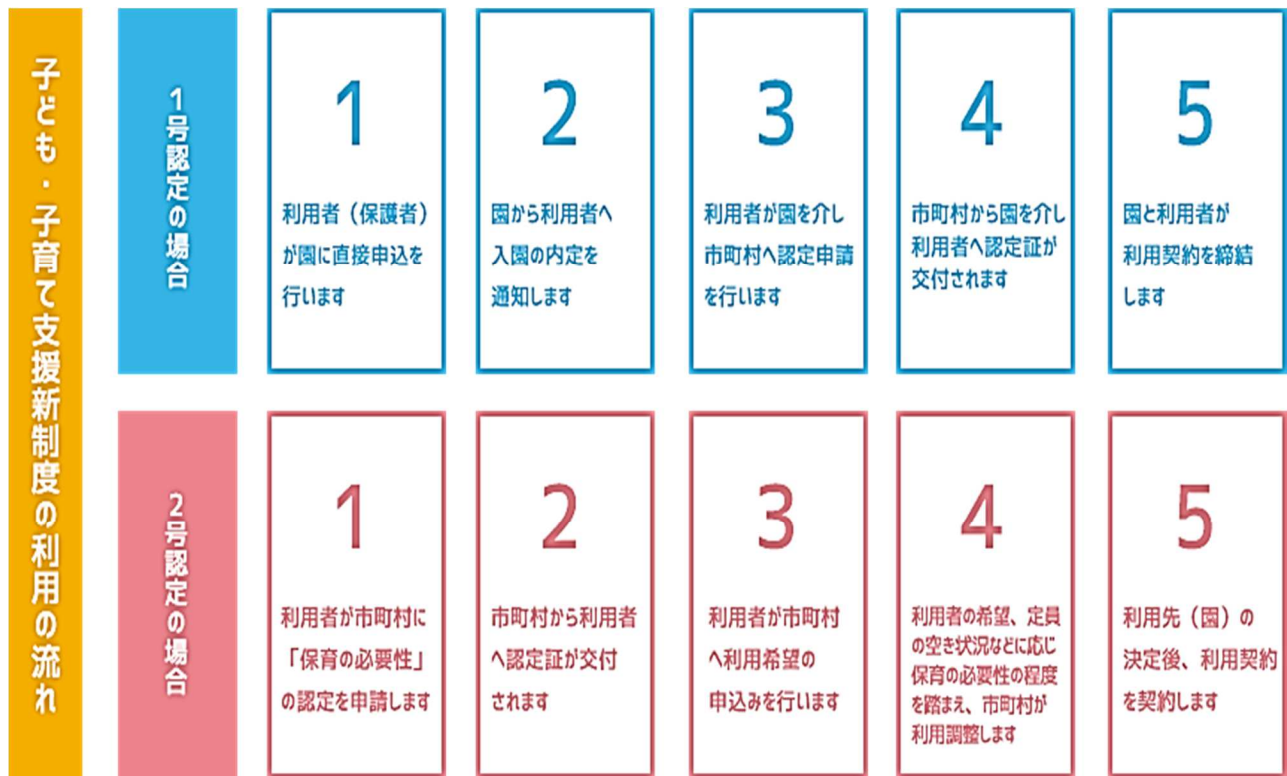 子ども・子育て支援新制度の利用の流れ
1号認定の場合
1
利用者（保護者）
が園に直接申込を
行います
2
園から利用者へ
入園の内定を
通知します
3
利用者が園を介し
市町村へ認定申請
を行います
4
市町村から園を介し
利用者へ認定証が
交付されます
5
園と利用者が
利用契約を締結
します
2号認定の場合
1
利用者が市町村に
「保育の必要性」
の認定を申請します
2
市町村から利用者
へ認定証が交付
されます
3
利用者が市町村
へ利用希望の
申込みを行います
4
利用者の希望、定員
の空き状況などに応じ
保育の必要性の程度
を踏まえ、市町村が
利用調整します
5
利用先（園）の
決定後、利用契約
を契約します